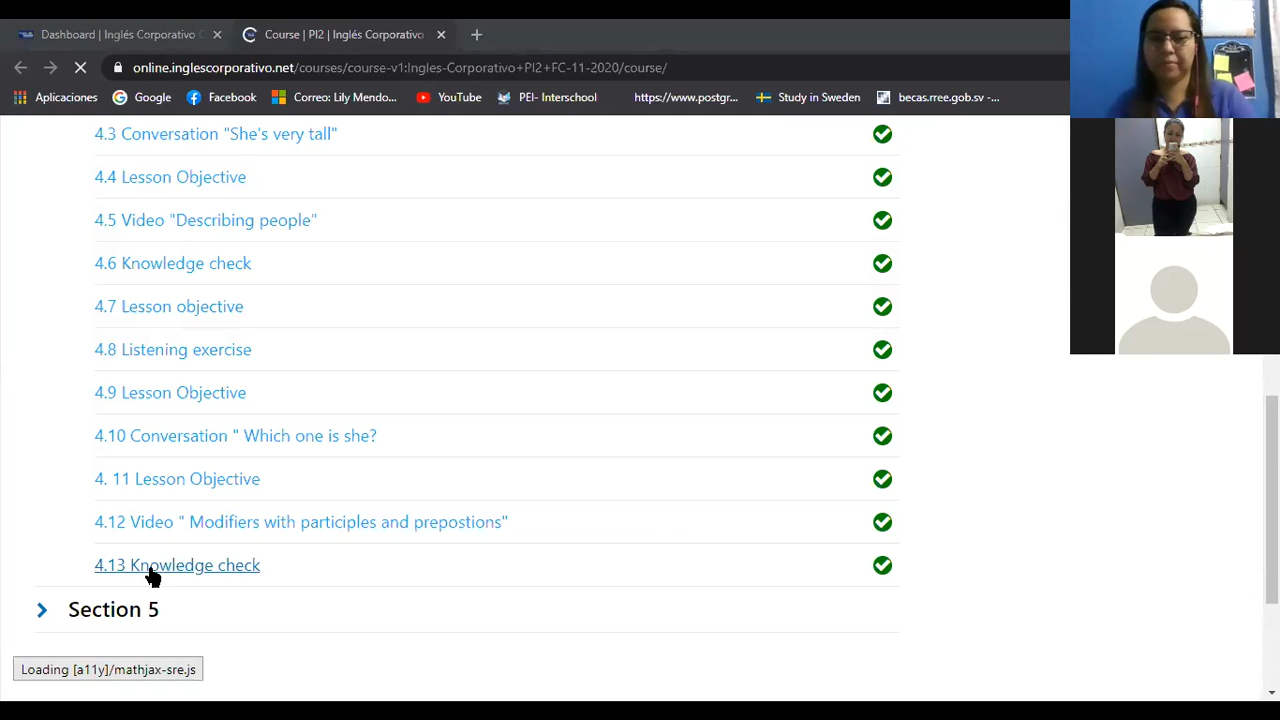 Dashboard | Inglés Corporativo
Course | PI2 | Inglés Corporativo
online.inglescorporativo.net/courses/course-v1:Ingles-Corporativo+PI2+FC-11-2020/course/
Aplicaciones Google Facebook Correo: Lily Mendo... YouTube PEI- Interschool https://www.postgr... Study in Sweden becas.rree.gob.sv -...
4.3 Conversation "She's very tall"
4.4 Lesson Objective
4.5 Video "Describing people"
4.6 Knowledge check
4.7 Lesson objective
4.8 Listening exercise
4.9 Lesson Objective
4.10 Conversation " Which one is she?
4. 11 Lesson Objective
4.12 Video " Modifiers with participles and prepostions"
4.13 Knowledge check
Section 5
Loading [a11y]/mathjax-sre.js